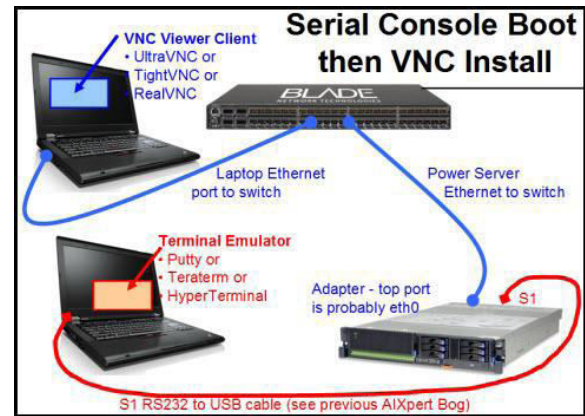 Serial Console Boot
then VNC Install
VNC Viewer Client
• UltraVNC or
• TightVNC or
• RealVNC
BLADE
NETWORK TECHNOLOGIES
Laptop Ethernet
port to switch
Power Server
Ethernet to switch
Terminal Emulator
• Putty or
• Teraterm or
• HyperTerminal
Adapter - top port
is probably eth0
S1
S1 RS232 to USB cable (see previous AIXpert Bog)